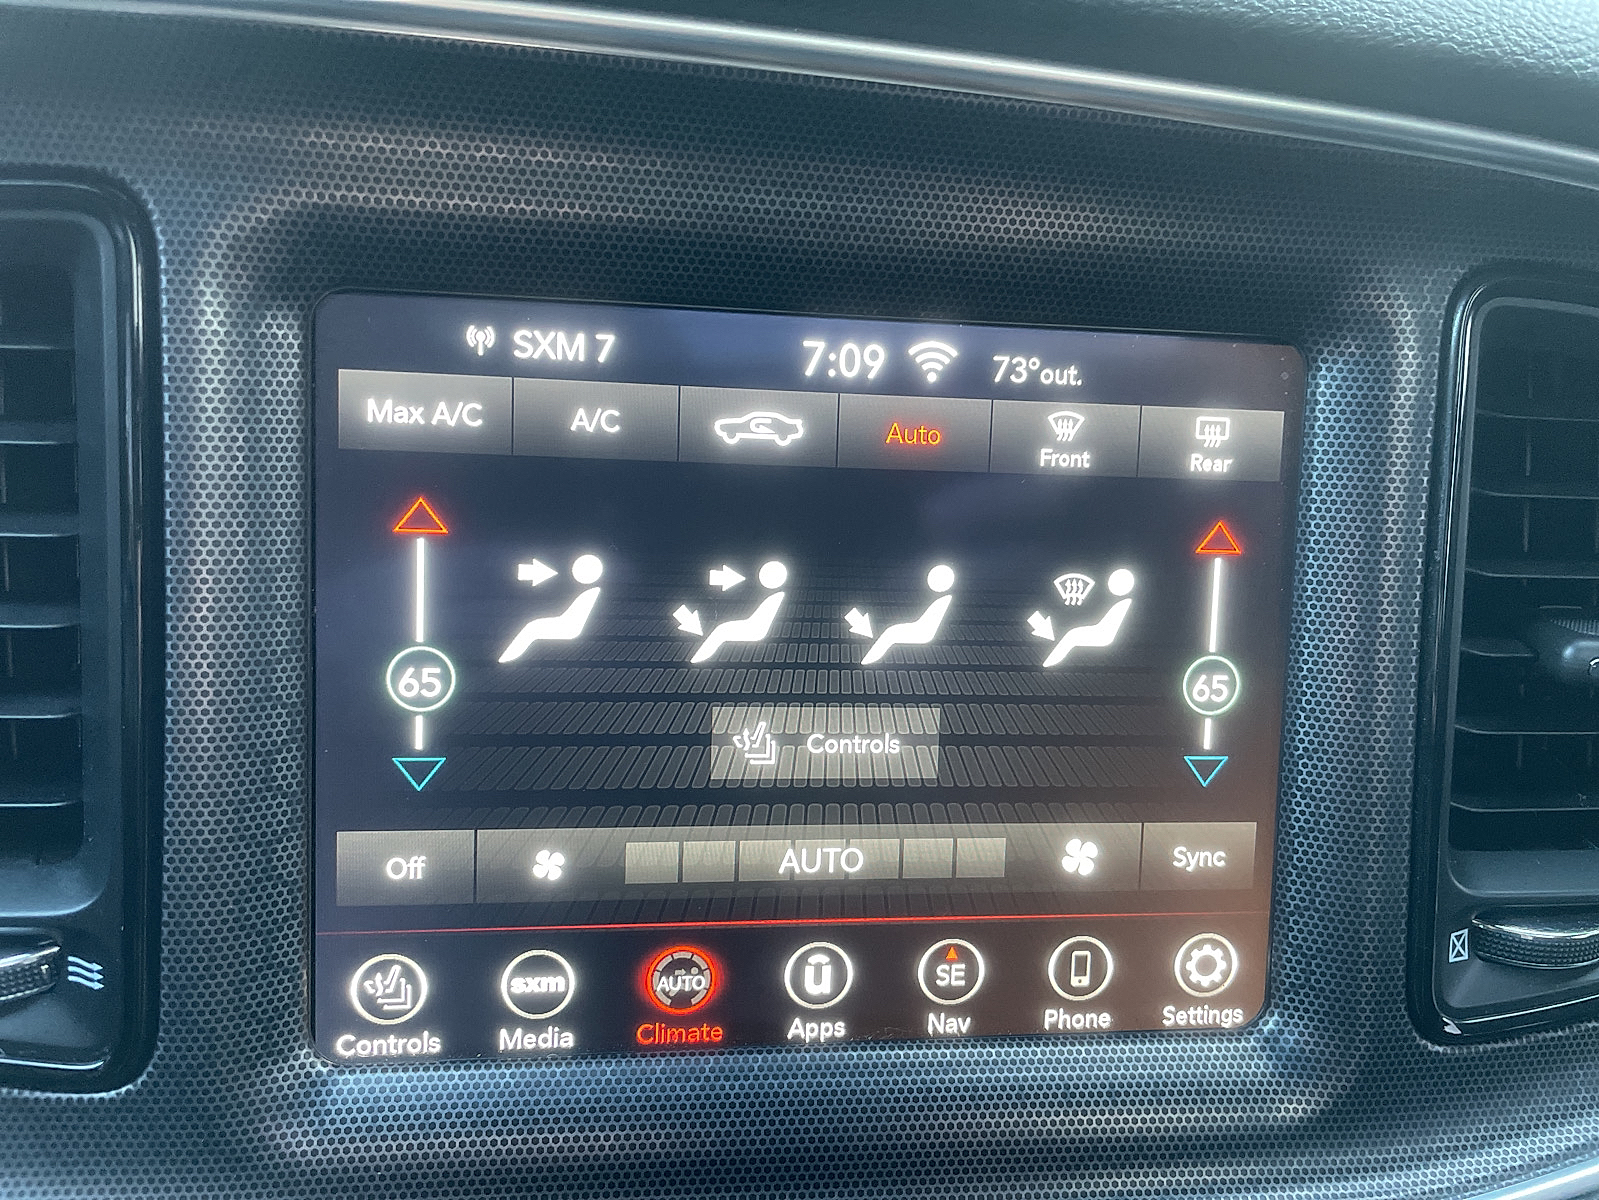 SXM 7 7:09 73°out.
Max A/C A/C Auto Front Rear
65 65
Controls
Off AUTO Sync
sxm AUTO SE
Controls Media Climate Apps Nav Phone Settings